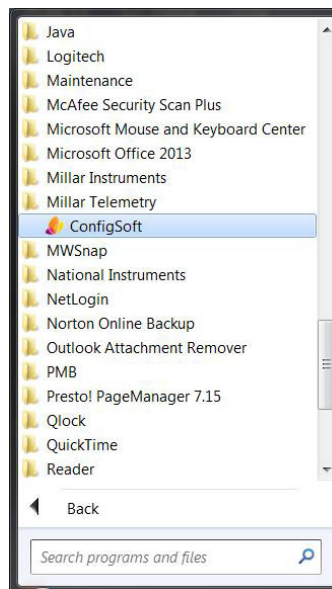 Java
Logitech
Maintenance
McAfee Security Scan Plus
Microsoft Mouse and Keyboard Center
Microsoft Office 2013
Millar Instruments
Millar Telemetry
ConfigSoft
MWSnap
National Instruments
NetLogin
Norton Online Backup
Outlook Attachment Remover
PMB
Presto! PageManager 7.15
Qlock
QuickTime
Reader
Back
Search programs and files